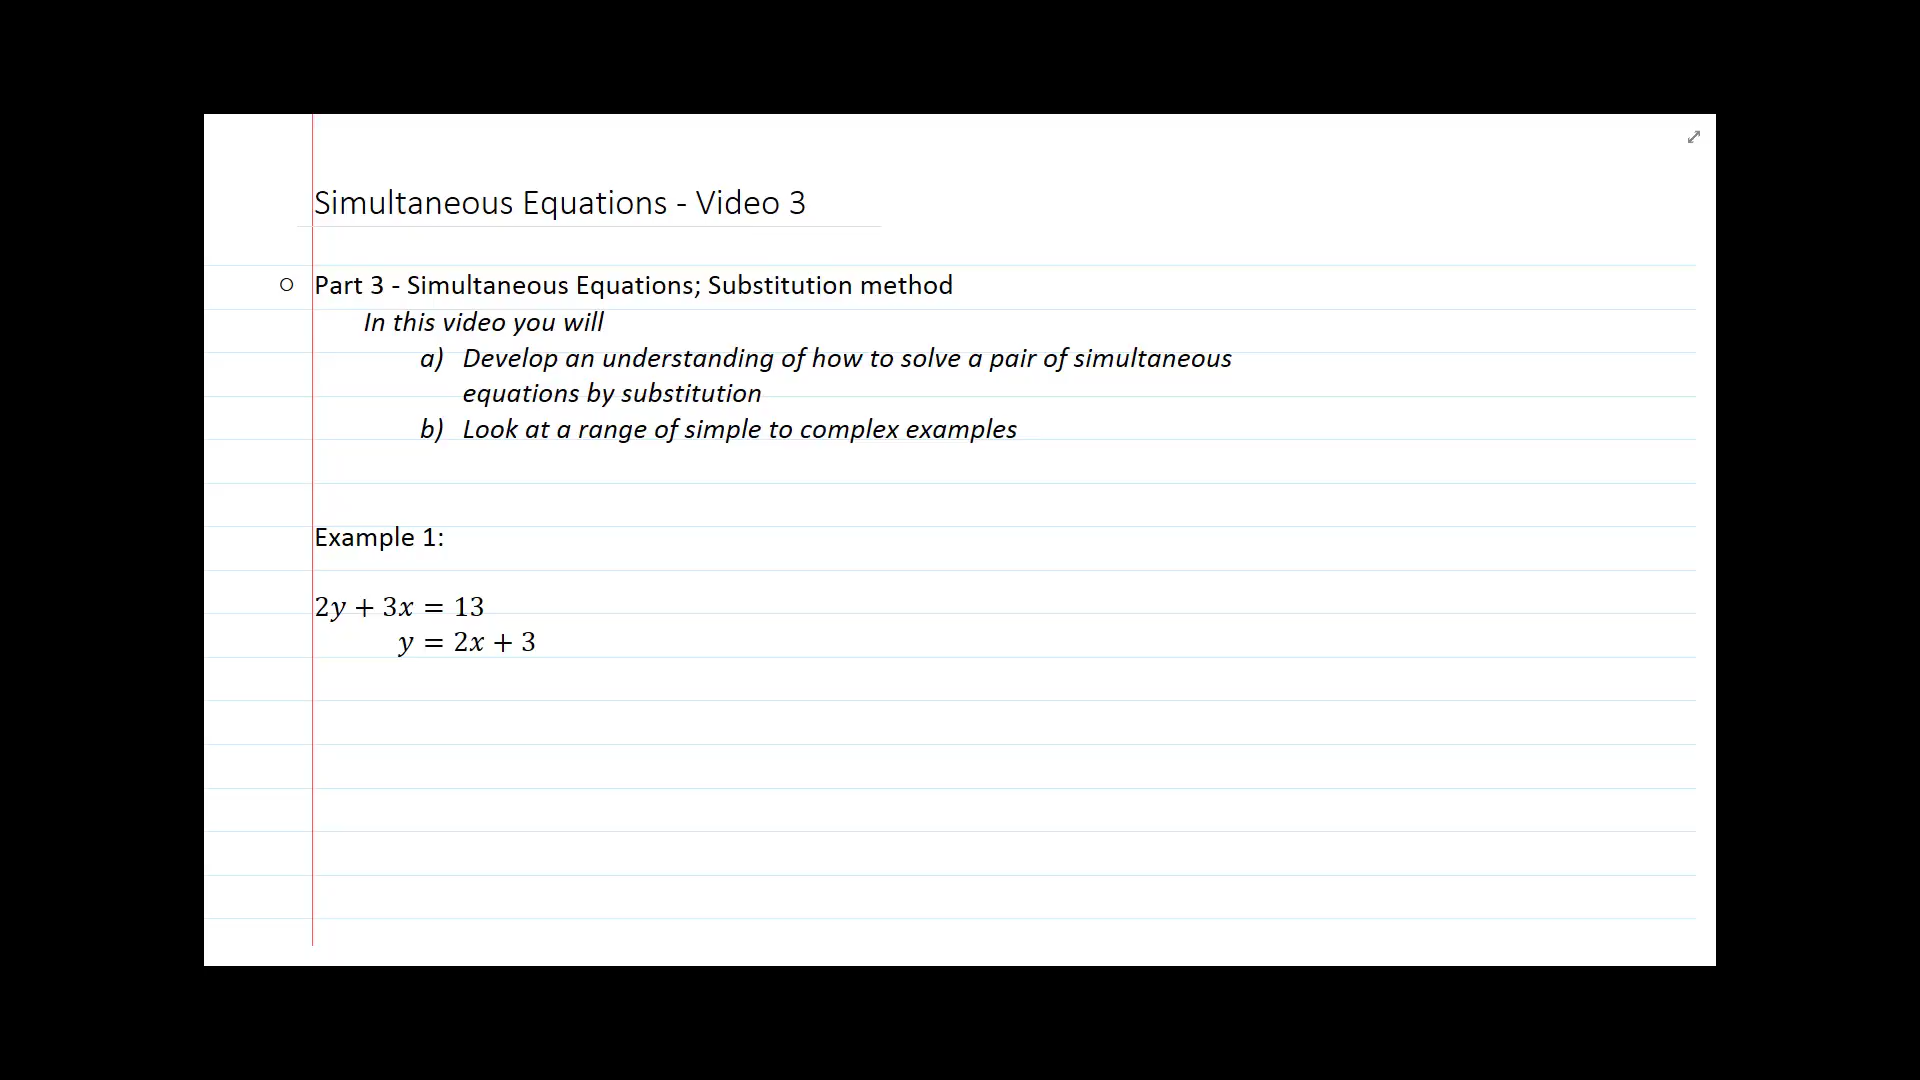 Simultaneous Equations - Video 3
○ Part 3 - Simultaneous Equations; Substitution method
In this video you will
a) Develop an understanding of how to solve a pair of simultaneous
equations by substitution
b) Look at a range of simple to complex examples
Example 1:
2y + 3x = 13
y = 2x + 3